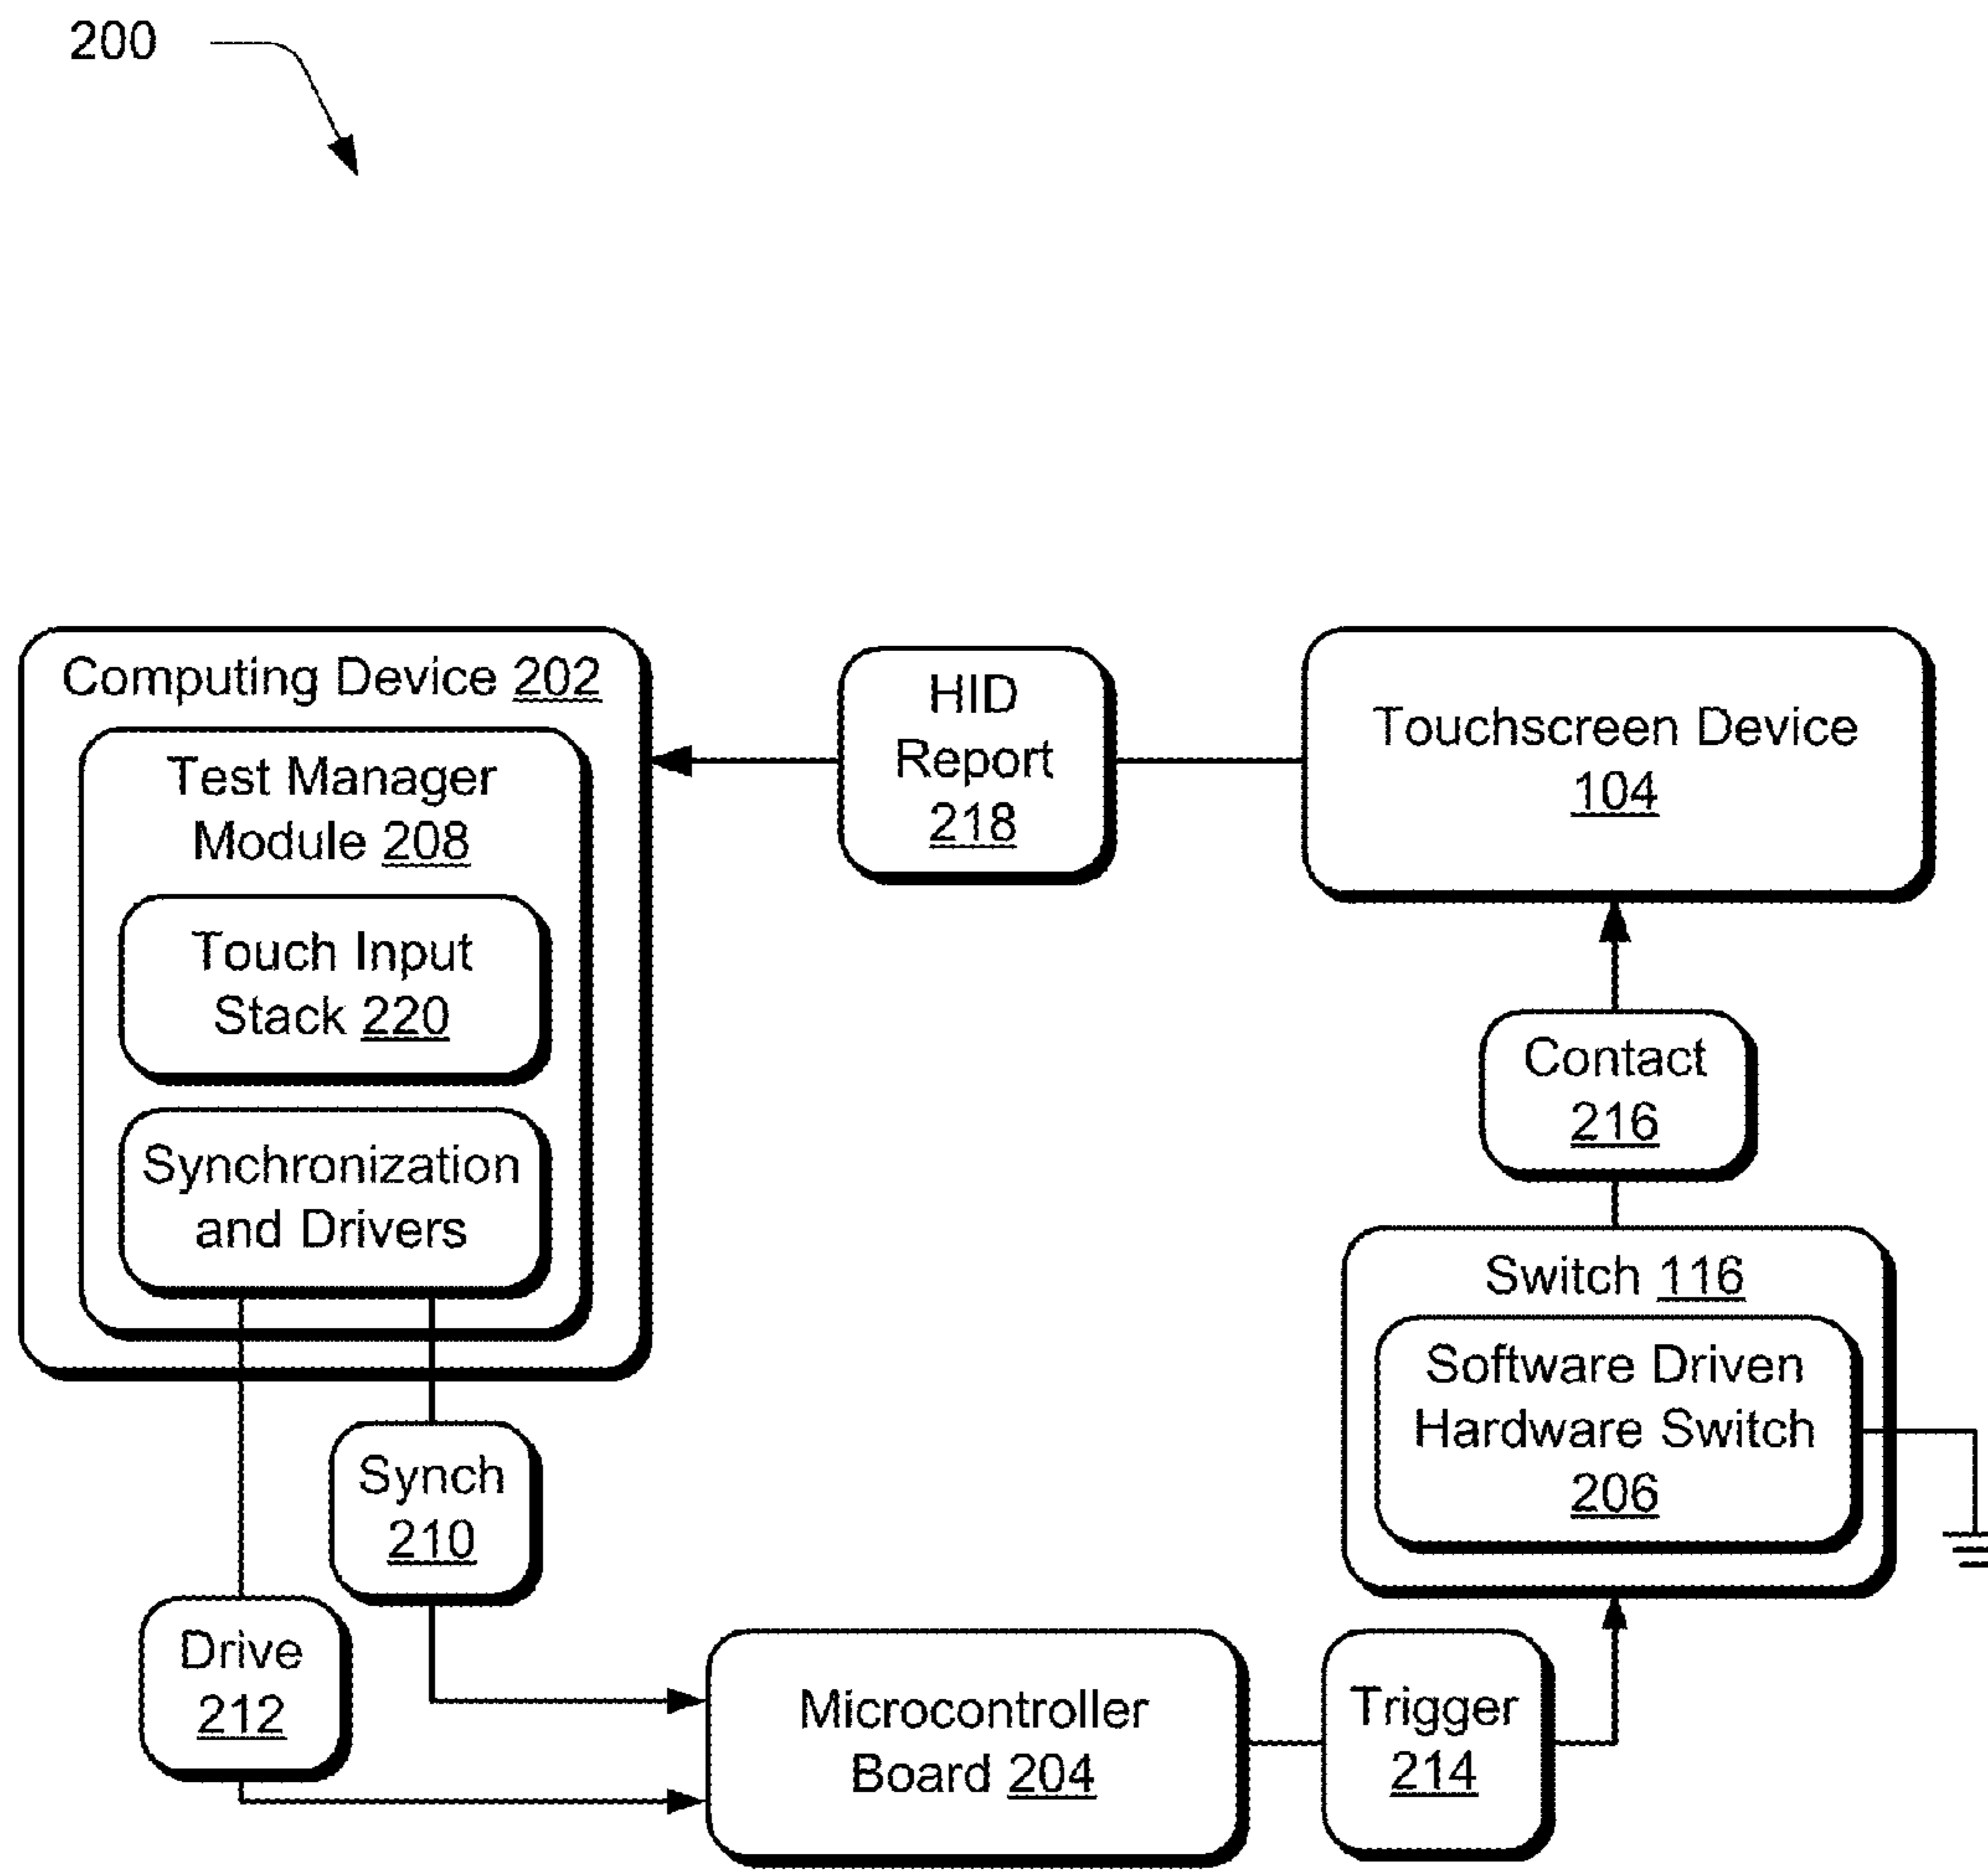 200
Computing Device 202
Test Manager
Module 208
Touch Input
Stack 220
Synchronization
and Drivers
HID
Report
218
Touchscreen Device
104
Contact
216
Switch 116
Software Driven
Hardware Switch
206
Synch
210
Drive
212
Microcontroller
Board 204
Trigger
214